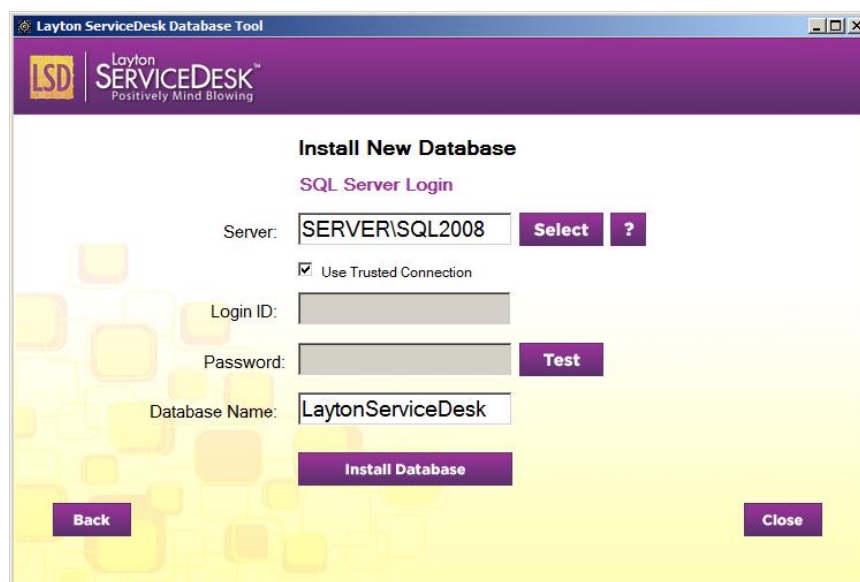 Layton ServiceDesk Database Tool
LSD
Layton
SERVICEDESK™
Positively Mind Blowing
Install New Database
SQL Server Login
Server: SERVER\SQL2008 Select ?
Use Trusted Connection
Login ID:
Password: Test
Database Name: LaytonServiceDesk
Install Database
Back Close